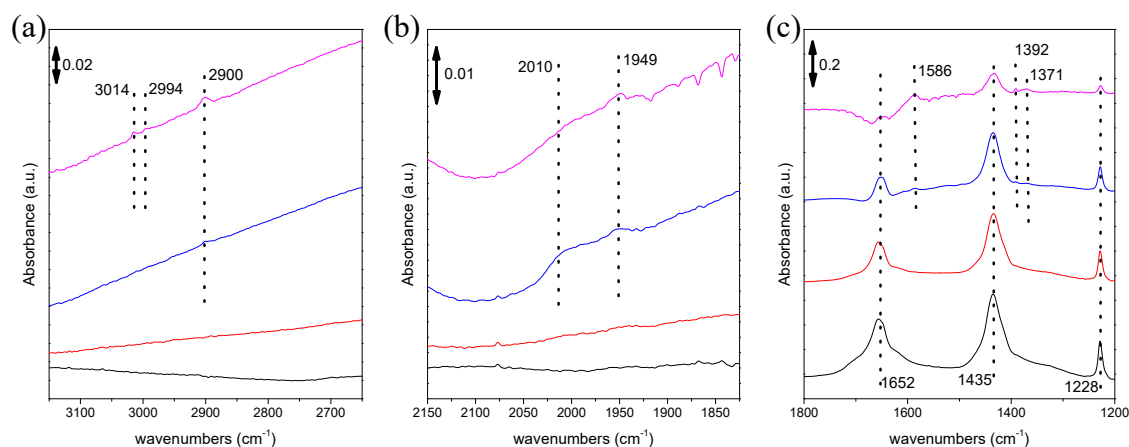 (a)
0.02
3014
2994
2900
Absorbance (a.u.)
3100 3000 2900 2800 2700
wavenumbers (cm⁻¹)
(b)
0.01
2010
1949
Absorbance (a.u.)
2150 2100 2050 2000 1950 1900 1850
wavenumbers (cm⁻¹)
(c)
0.2
1392
1586
1371
Absorbance (a.u.)
1652
1435
1228
1800 1600 1400 1200
wavenumbers (cm⁻¹)